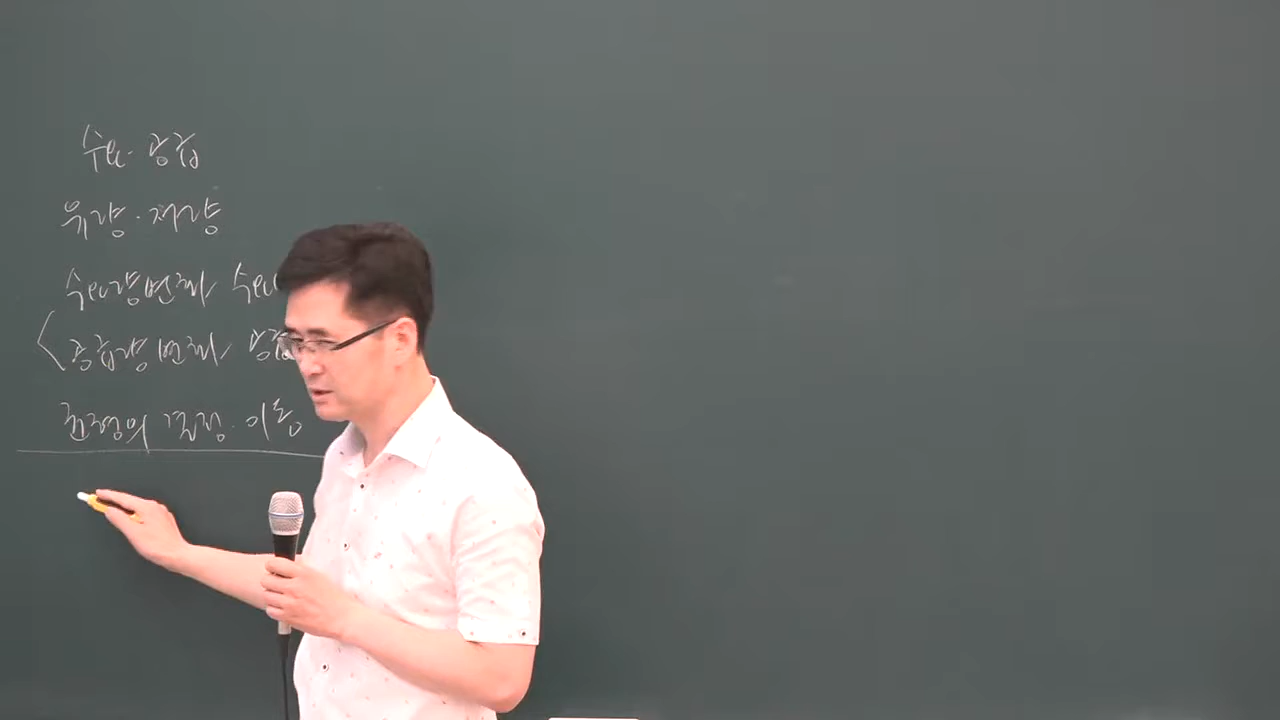 수요·공급
유량·저량
수요량변화 수요
공급량변화 공급
균형의 결정·이동